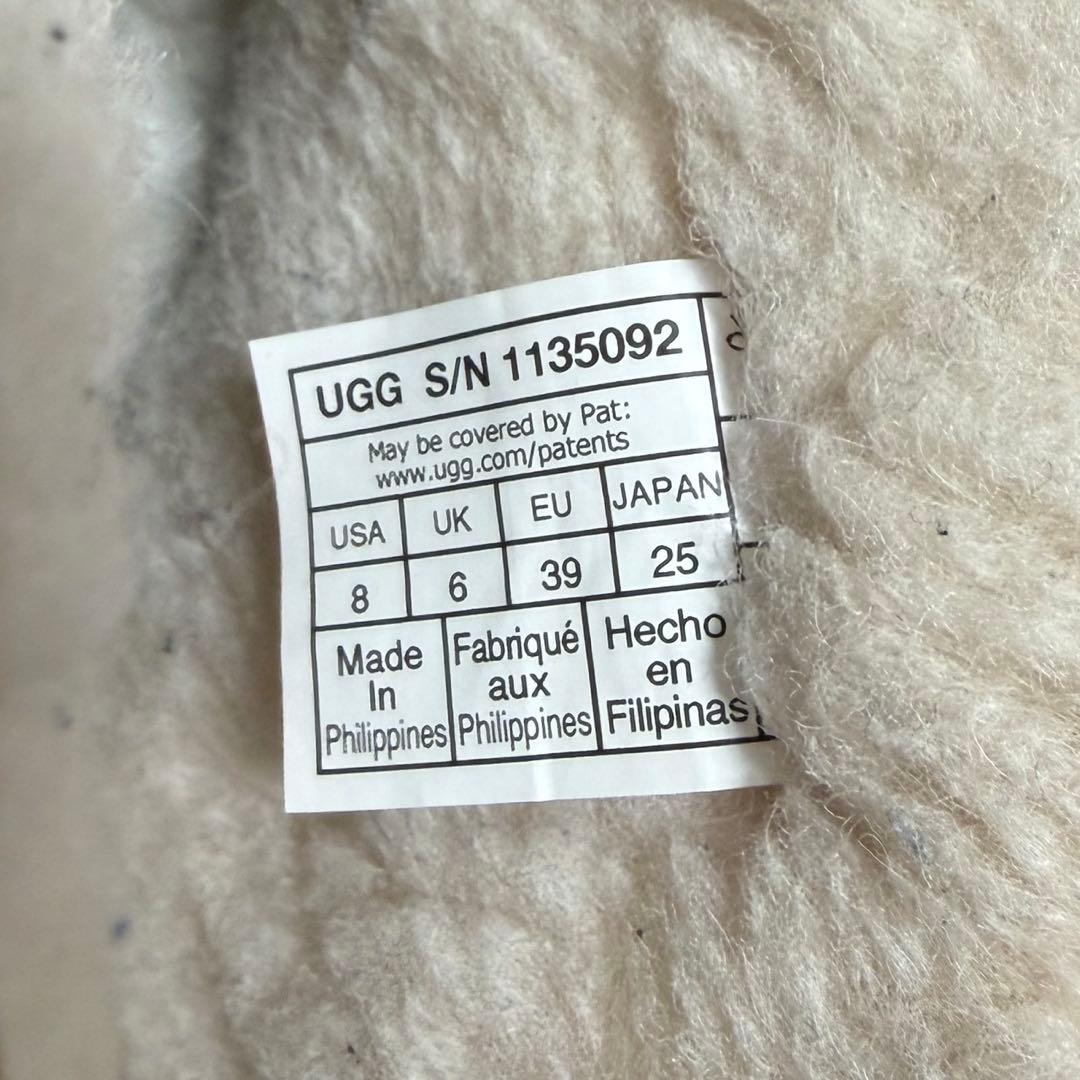 UGG S/N 1135092
May be covered by Pat:
www.ugg.com/patents
USA UK EU JAPAN
8 6 39 25
Made
In
Philippines
Fabriqué
aux
Philippines
Hecho
en
Filipinas